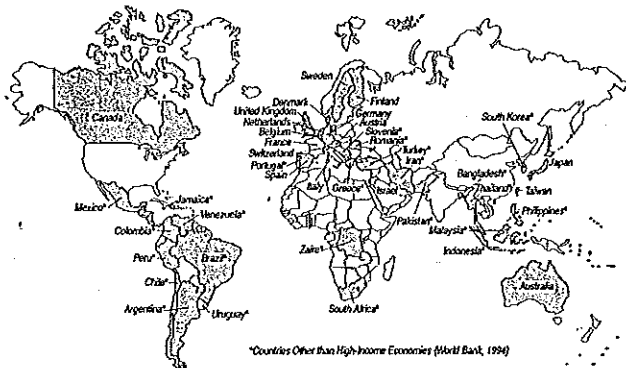 Sweden
Denmark
United Kingdom
Netherlands
Belgium
France
Switzerland
Portugal*
Spain
Finland
Germany
Austria
Slovenia*
Romania*
Turkey*
Iran*
South Korea*
Canada
Japan
Bangladesh*
Thailand*
Taiwan
Italy
Greece*
Israel
Mexico*
Jamaica*
Venezuela*
Pakistan*
Malaysia*
Philippines*
Colombia*
Zaire*
Indonesia*
Peru*
Brazil*
Chile*
Australia
Argentina*
Uruguay*
South Africa*
*Countries Other than High-Income Economies (World Bank, 1994)